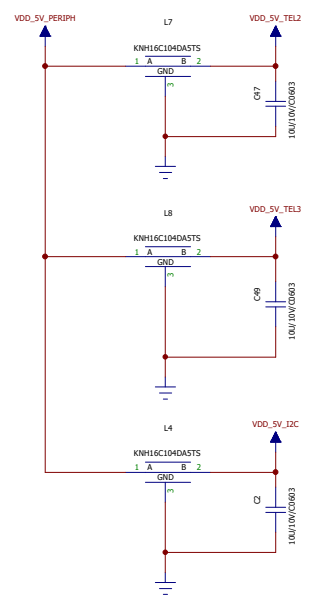 VDD_5V_PERIPH
L7
VDD_5V_TEL2
KNH16C104DA5TS
1 A B 2
GND
3
C47
10U/10V/C0603
L8
VDD_5V_TEL3
KNH16C104DA5TS
1 A B 2
GND
3
C49
10U/10V/C0603
L4
VDD_5V_I2C
KNH16C104DA5TS
1 A B 2
GND
3
C2
10U/10V/C0603